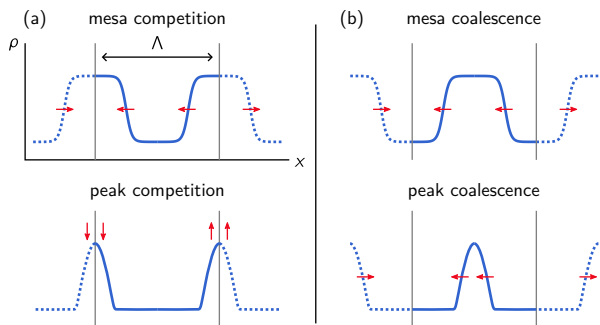 (a) mesa competition
ρ
Λ
x
peak competition
(b) mesa coalescence
peak coalescence